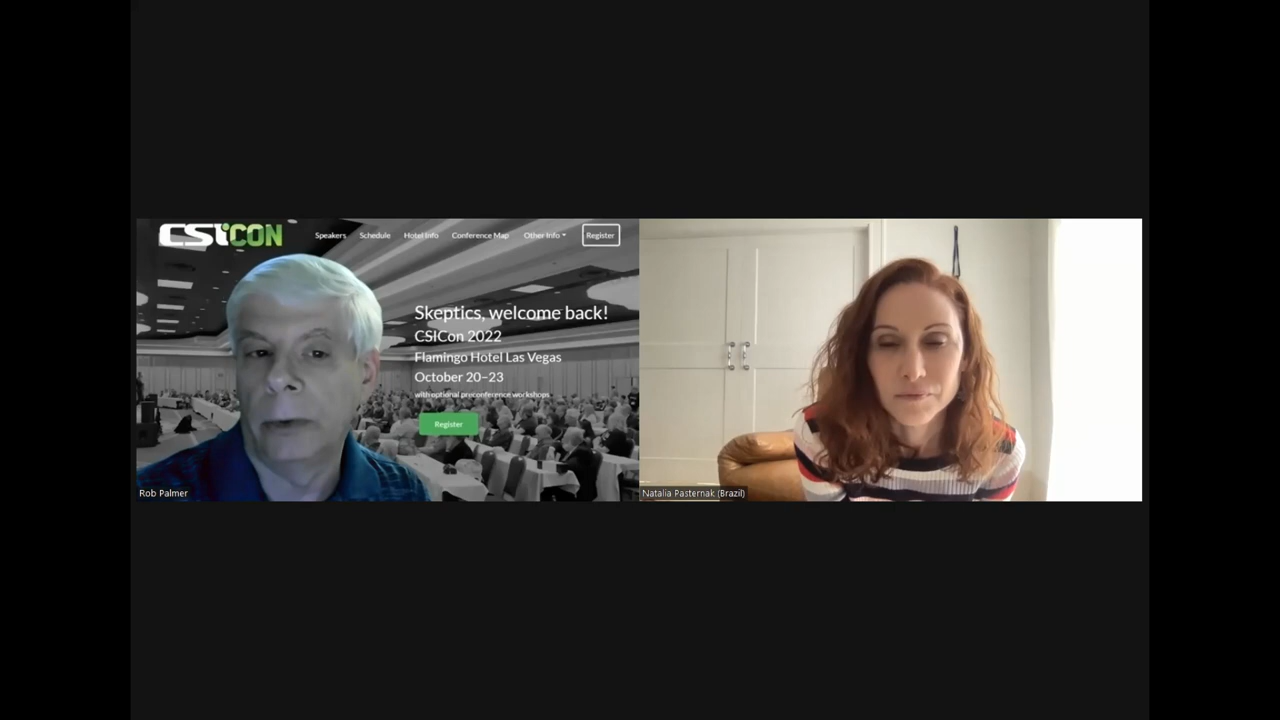 CSICON
Speakers Schedule Hotel Info Conference Map Other Info Register
Skeptics, welcome back!
CSICon 2022
Flamingo Hotel Las Vegas
October 20–23
with optional preconference workshops
Register
Rob Palmer
Natalia Pasternak (Brazil)